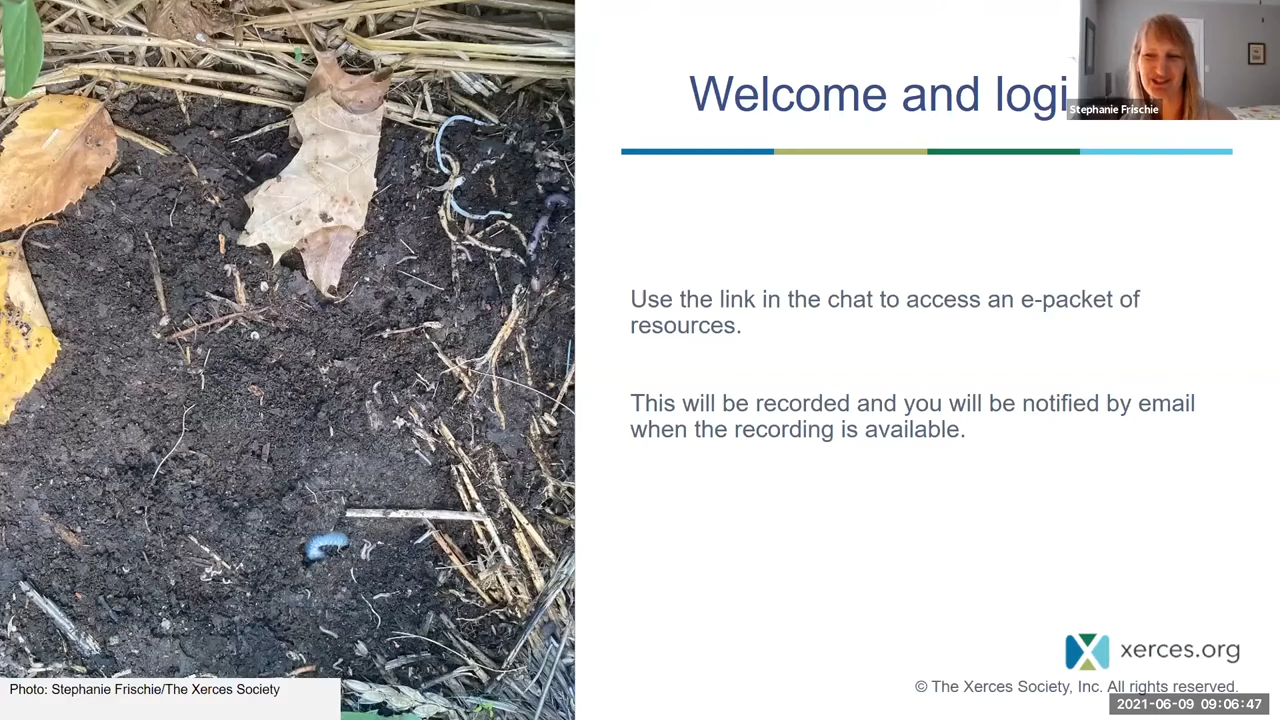 Welcome and logi
Stephanie Frischie
Use the link in the chat to access an e-packet of
resources.
This will be recorded and you will be notified by email
when the recording is available.
xerces.org
Photo: Stephanie Frischie/The Xerces Society
© The Xerces Society, Inc. All rights reserved.
2021-06-09 09:06:47